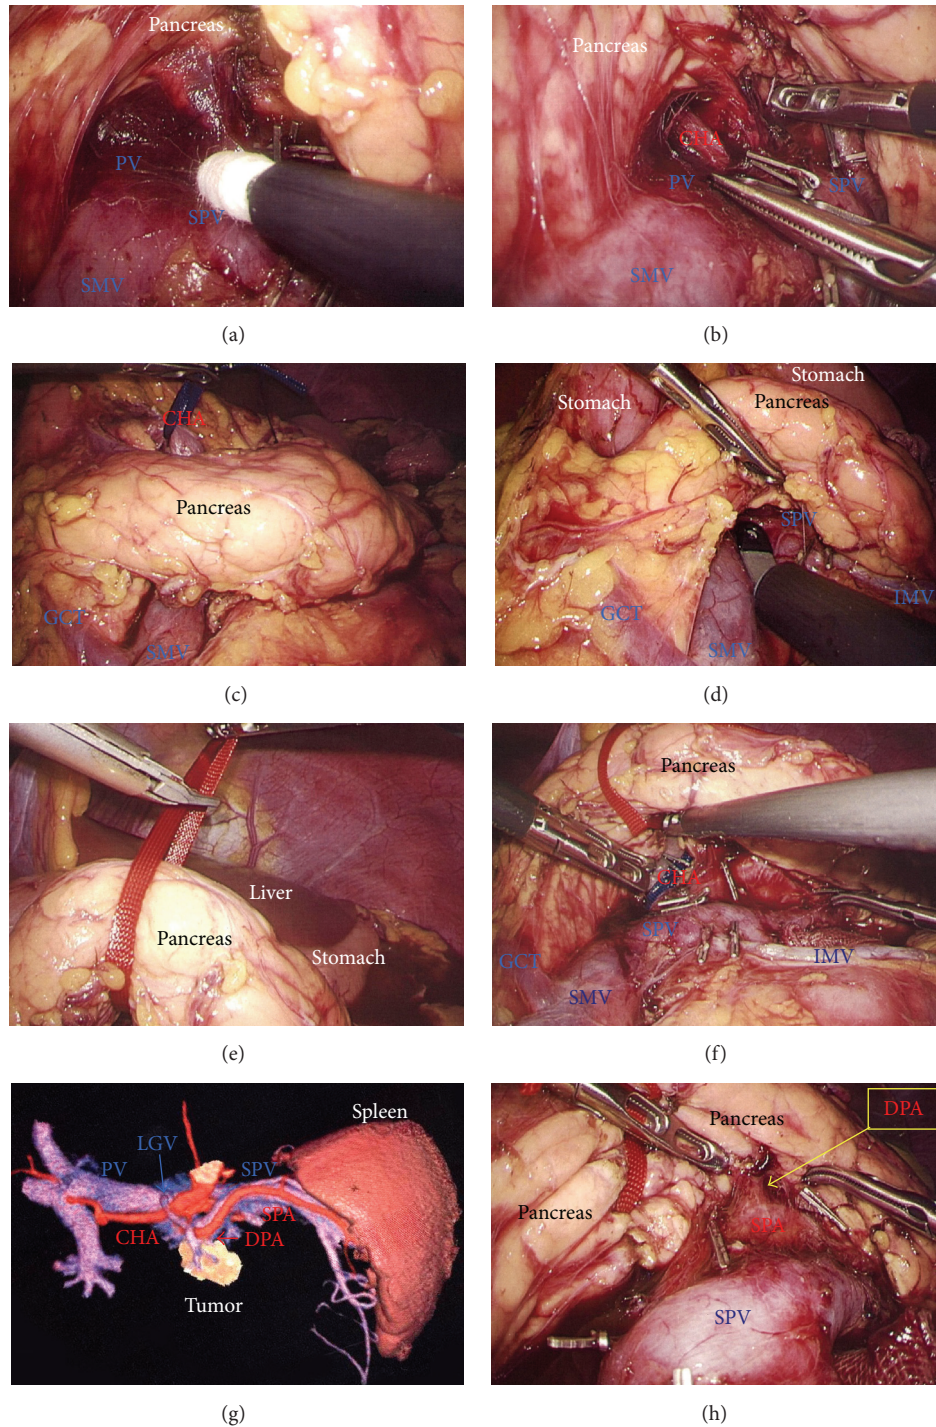 Pancreas
PV
SPV
SMV
(a)
Pancreas
CHA
PV
SPV
SMV
(b)
CHA
Pancreas
GCT
SMV
(c)
Stomach
Stomach
Pancreas
SPV
IMV
GCT
SMV
(d)
Liver
Pancreas
Stomach
(e)
Pancreas
CHA
SPV
GCT
IMV
SMV
(f)
Spleen
LGV
PV
SPV
SPA
CHA
DPA
Tumor
(g)
Pancreas
DPA
Pancreas
SPA
SPV
(h)